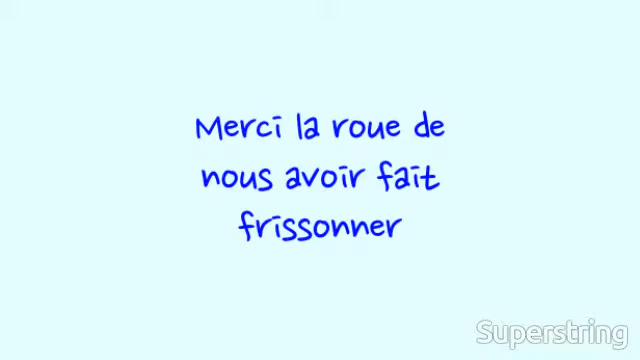 Merci la roue de
nous avoir fait
frissonner
Superstring